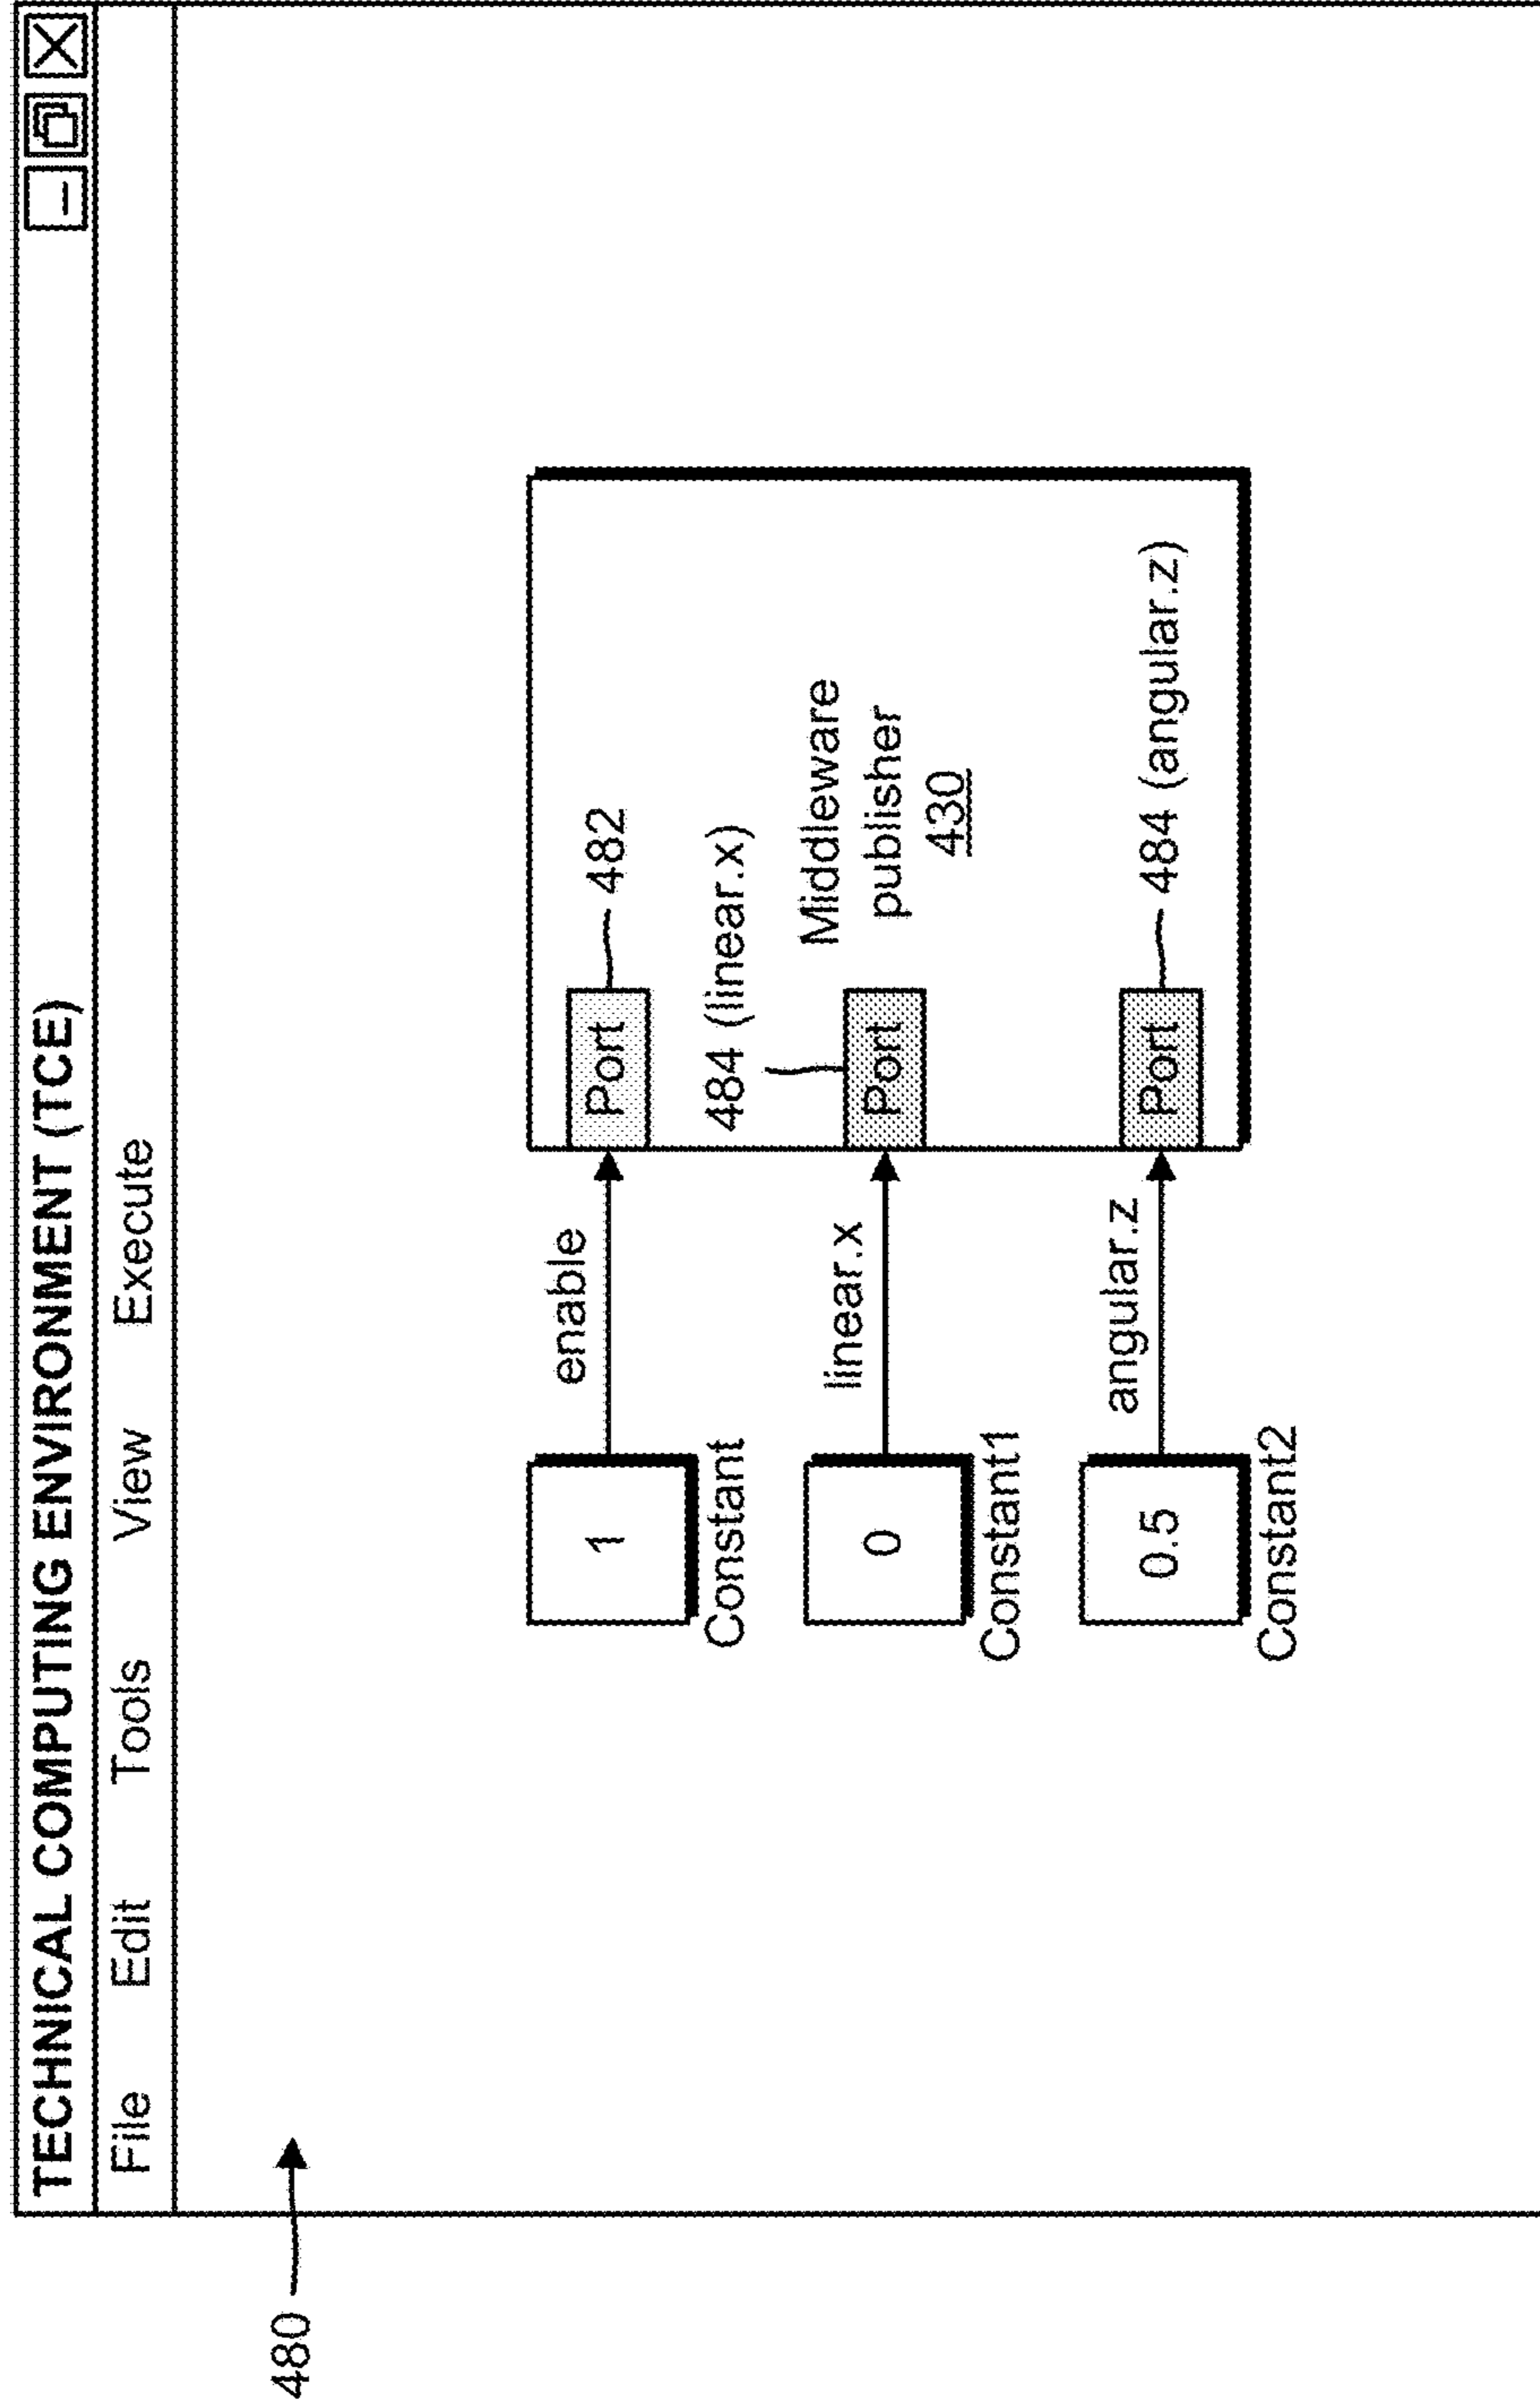 TECHNICAL COMPUTING ENVIRONMENT (TCE)
File Edit Tools View Execute
480
1
Constant
enable
Port
482
484 (linear.x)
0
Constant1
linear.x
Port
Middleware
publisher
430
0.5
Constant2
angular.z
Port
484 (angular.z)